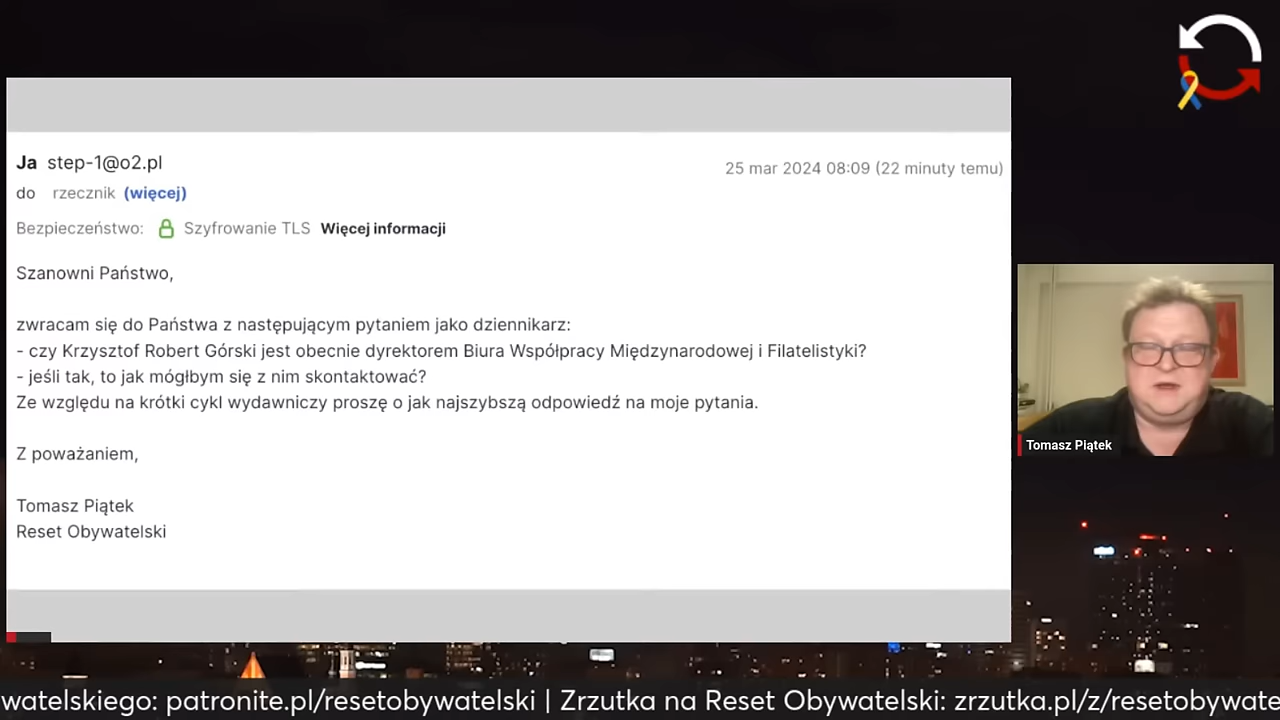 Ja step-1@o2.pl
25 mar 2024 08:09 (22 minuty temu)
do rzecznik (więcej)
Bezpieczeństwo: Szyfrowanie TLS Więcej informacji
Szanowni Państwo,
zwracam się do Państwa z następującym pytaniem jako dziennikarz:
- czy Krzysztof Robert Górski jest obecnie dyrektorem Biura Współpracy Międzynarodowej i Filatelistyki?
- jeśli tak, to jak mógłbym się z nim skontaktować?
Ze względu na krótki cykl wydawniczy proszę o jak najszybszą odpowiedź na moje pytania.
Z poważaniem,
Tomasz Piątek
Reset Obywatelski
Tomasz Piątek
watelskiego: patronite.pl/resetobywatelski | Zrzutka na Reset Obywatelski: zrzutka.pl/z/resetobywate